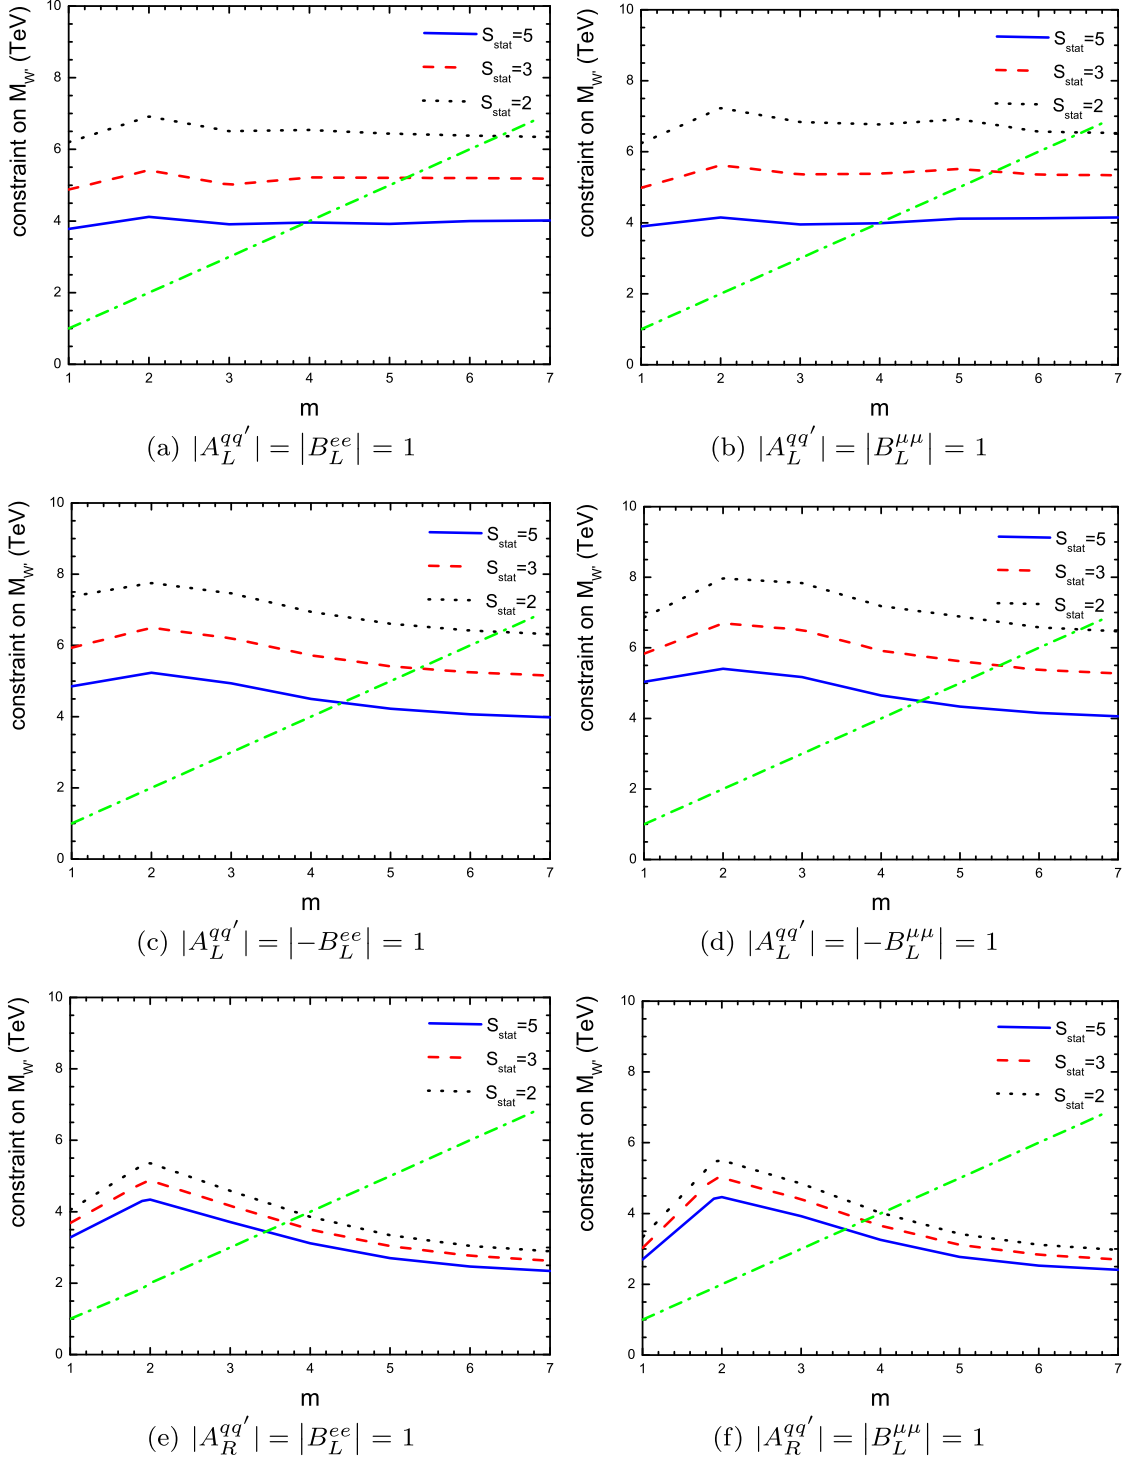 constraint on M_W' (TeV)
10
8
6
4
2
0
S_stat=5
S_stat=3
S_stat=2
1 2 3 4 5 6 7
m
(a) |A_L^{qq'}| = |B_L^{ee}| = 1
constraint on M_W' (TeV)
10
8
6
4
2
0
S_stat=5
S_stat=3
S_stat=2
1 2 3 4 5 6 7
m
(b) |A_L^{qq'}| = |B_L^{μμ}| = 1
constraint on M_W' (TeV)
10
8
6
4
2
0
S_stat=5
S_stat=3
S_stat=2
1 2 3 4 5 6 7
m
(c) |A_L^{qq'}| = |−B_L^{ee}| = 1
constraint on M_W' (TeV)
10
8
6
4
2
0
S_stat=5
S_stat=3
S_stat=2
1 2 3 4 5 6 7
m
(d) |A_L^{qq'}| = |−B_L^{μμ}| = 1
constraint on M_W' (TeV)
10
8
6
4
2
0
S_stat=5
S_stat=3
S_stat=2
1 2 3 4 5 6 7
m
(e) |A_R^{qq'}| = |B_L^{ee}| = 1
constraint on M_W' (TeV)
10
8
6
4
2
0
S_stat=5
S_stat=3
S_stat=2
1 2 3 4 5 6 7
m
(f) |A_R^{qq'}| = |B_L^{μμ}| = 1